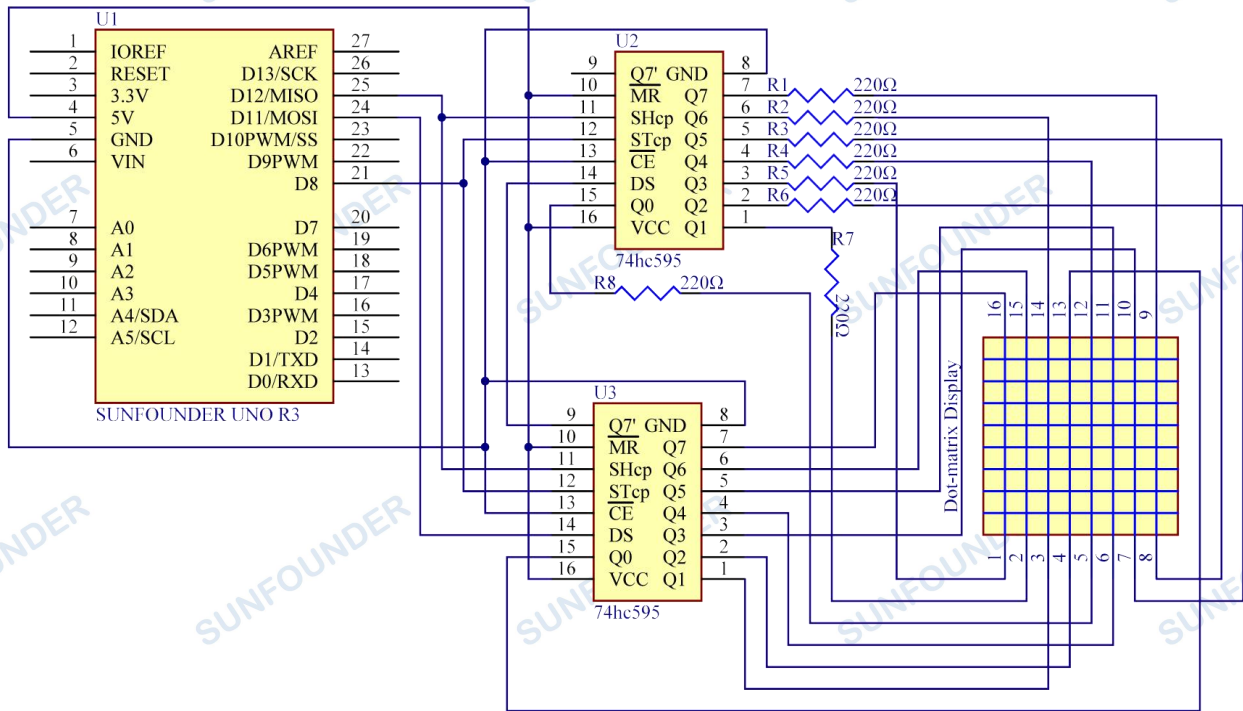 U1
1 IOREF AREF 27
2 RESET D13/SCK 26
3 3.3V D12/MISO 25
4 5V D11/MOSI 24
5 GND D10PWM/SS 23
6 VIN D9PWM 22
D8 21
7 A0 D7 20
8 A1 D6PWM 19
9 A2 D5PWM 18
10 A3 D4 17
11 A4/SDA D3PWM 16
12 A5/SCL D2 15
D1/TXD 14
D0/RXD 13
SUNFOUNDER UNO R3
U2
9 Q7' GND 8
10 MR Q7 7 R1 220Ω
11 SHcp Q6 6 R2 220Ω
12 STcp Q5 5 R3 220Ω
13 CE Q4 4 R4 220Ω
14 DS Q3 3 R5 220Ω
15 Q0 Q2 2 R6 220Ω
16 VCC Q1 1
74hc595
R7 220Ω
R8 220Ω
U3
9 Q7' GND 8
10 MR Q7 7
11 SHcp Q6 6
12 STcp Q5 5
13 CE Q4 4
14 DS Q3 3
15 Q0 Q2 2
16 VCC Q1 1
74hc595
16 15 14 13 12 11 10 9
Dot-matrix Display
1 2 3 4 5 6 7 8
SUNFOUNDER
SUNFOUNDER
SUNFOUNDER
SUNFOUNDER
SUNFOUNDER